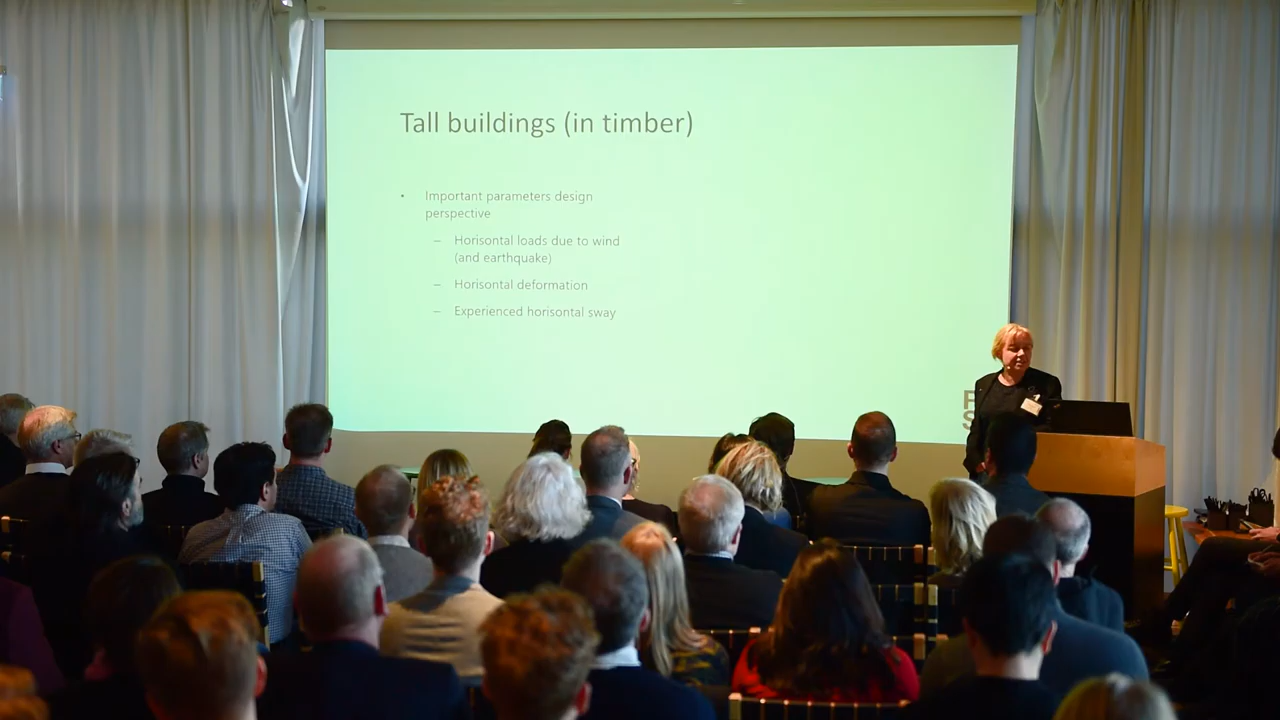 Tall buildings (in timber)
• Important parameters design
perspective
– Horisontal loads due to wind
(and earthquake)
– Horisontal deformation
– Experienced horisontal sway